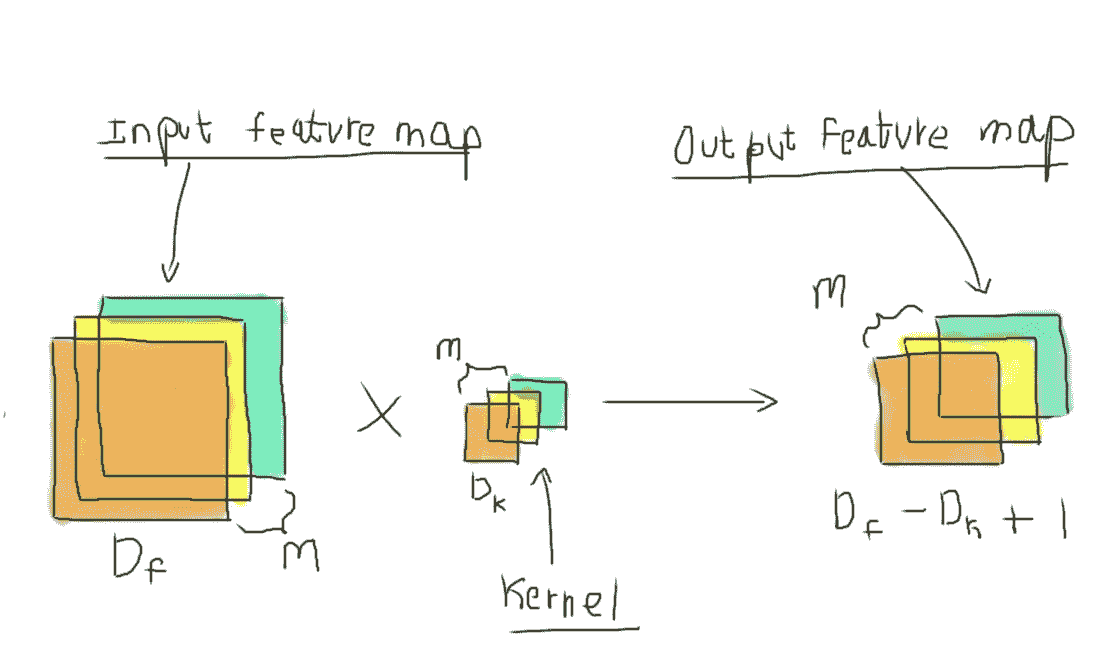 Input feature map
Output Feature map
M
M
X
D_k
D_f
M
D_f - D_k + 1
Kernel